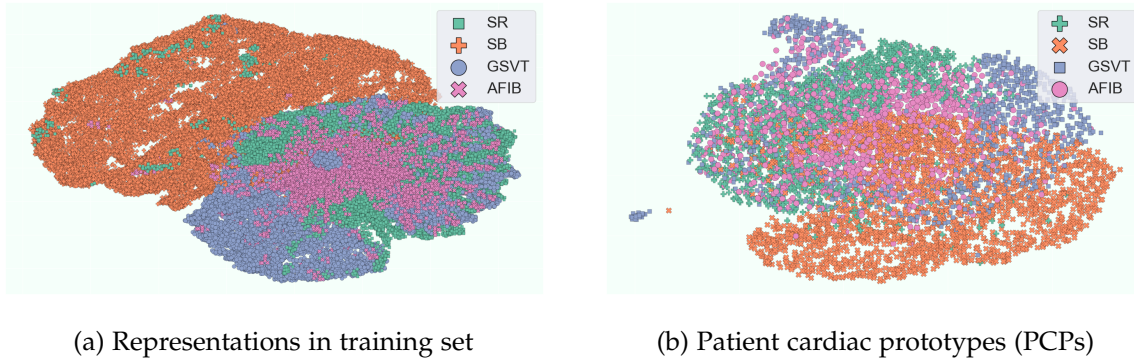 SR
SB
GSVT
AFIB
SR
SB
GSVT
AFIB
(a) Representations in training set
(b) Patient cardiac prototypes (PCPs)